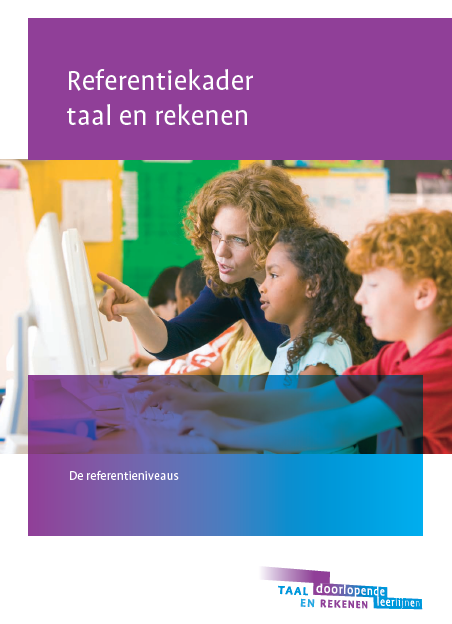 Referentiekader
taal en rekenen
De referentieniveaus
TAAL doorlopende
EN REKENEN leerlijnen